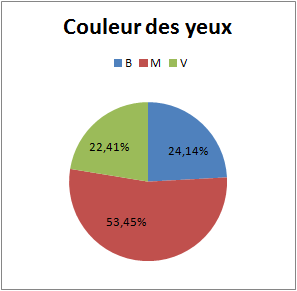 Couleur des yeux
B M V
22,41% 24,14%
53,45%